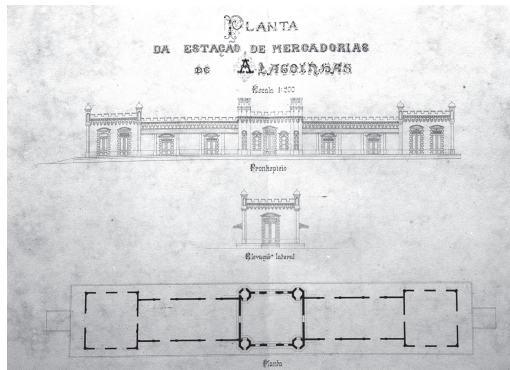 PLANTA
DA ESTAÇÃO DE MERCADORIAS
DE ALAGOINHAS
Escala 1:200
Frontispicio
Elevação lateral
Planta